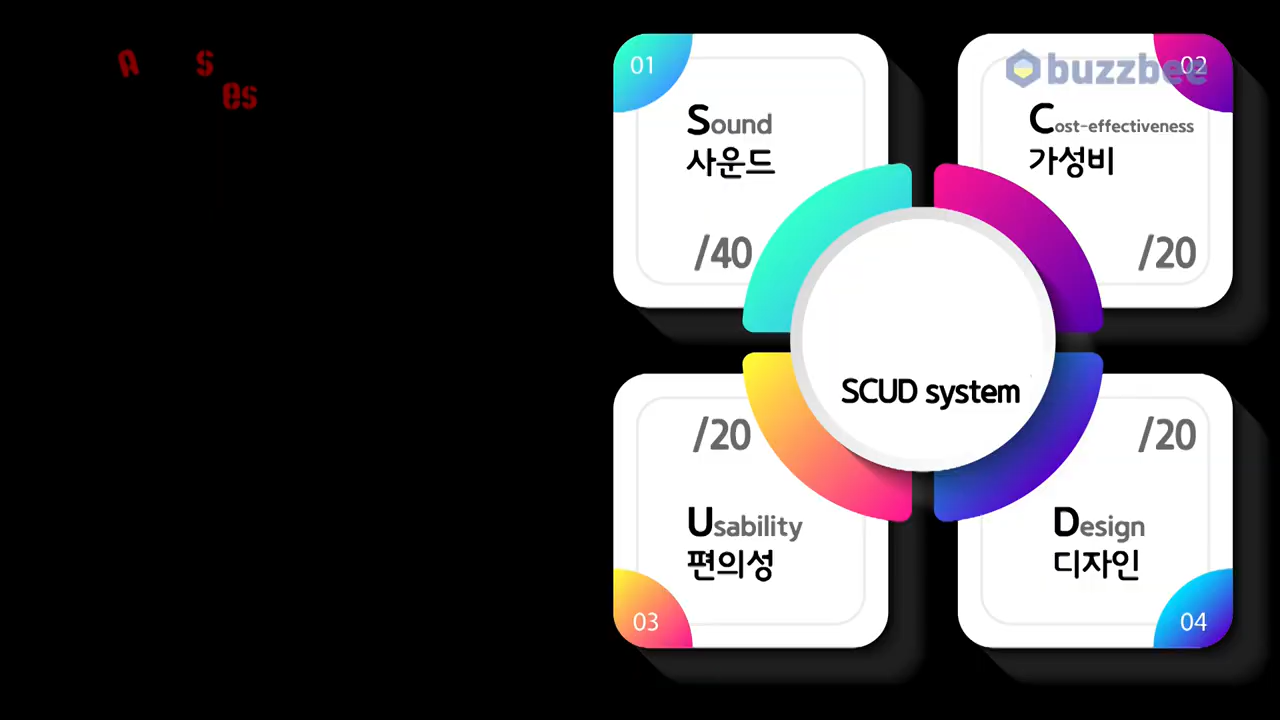 A s
es
01
Sound
사운드
/40
buzzbee
02
Cost-effectiveness
가성비
/20
SCUD system
/20
Usability
편의성
03
/20
Design
디자인
04